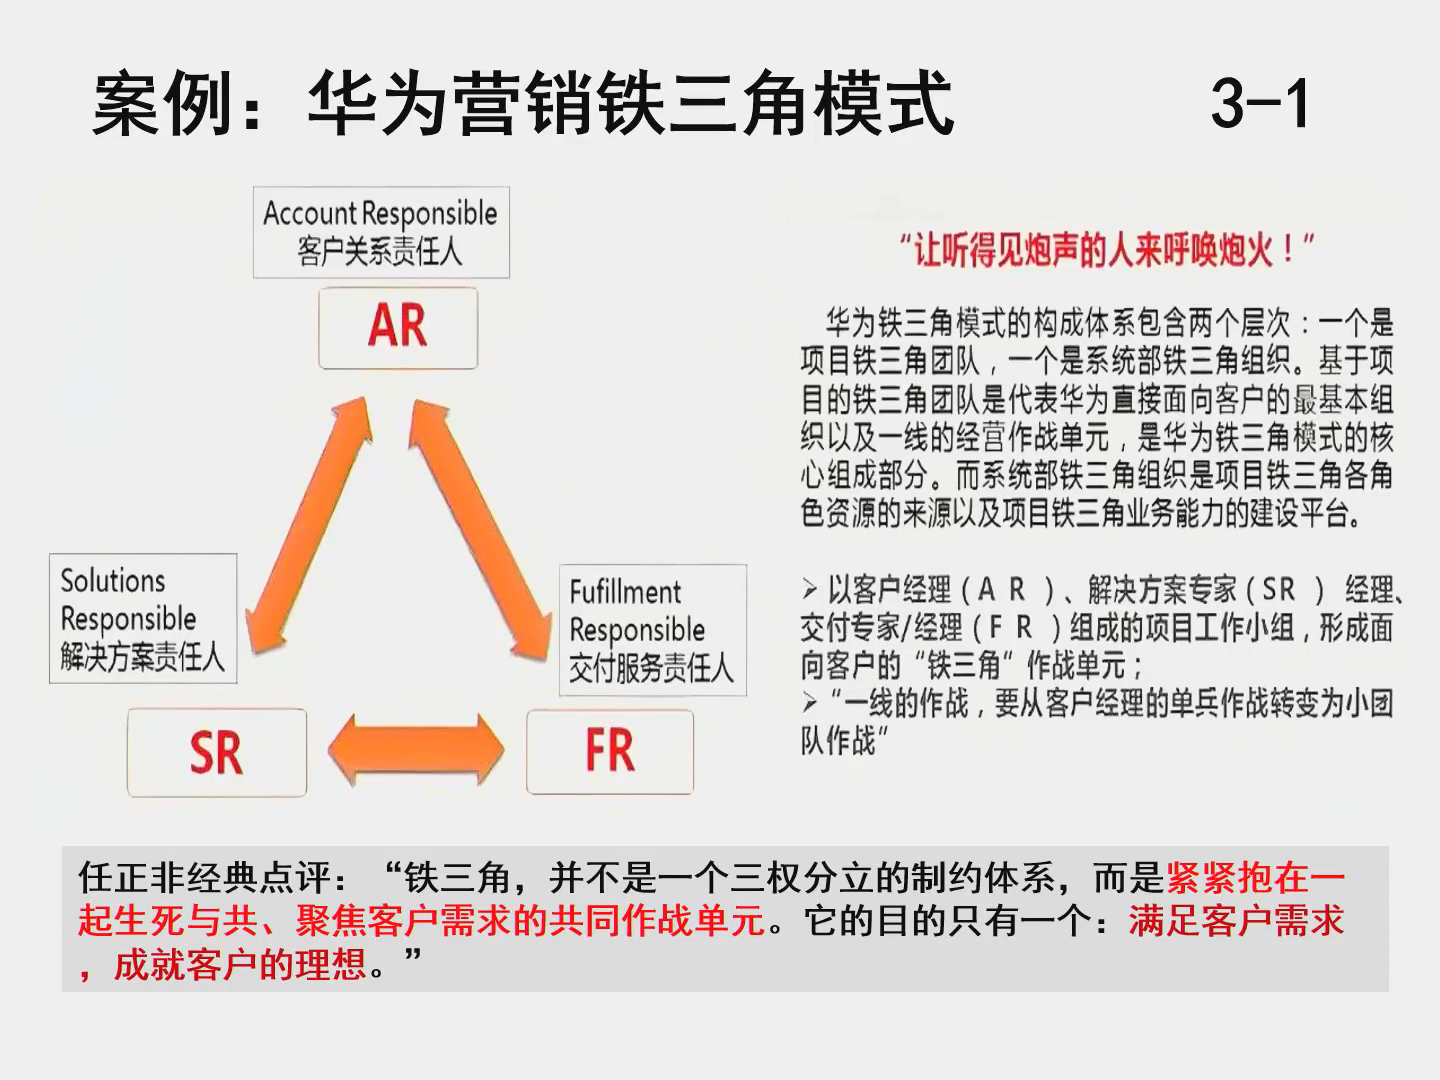 案例：华为营销铁三角模式
3-1
Account Responsible
客户关系责任人
AR
Solutions
Responsible
解决方案责任人
SR
Fufillment
Responsible
交付服务责任人
FR
“让听得见炮声的人来呼唤炮火！”
华为铁三角模式的构成体系包含两个层次：一个是
项目铁三角团队，一个是系统部铁三角组织。基于项
目的铁三角团队是代表华为直接面向客户的最基本组
织以及一线的经营作战单元，是华为铁三角模式的核
心组成部分。而系统部铁三角组织是项目铁三角各角
色资源的来源以及项目铁三角业务能力的建设平台。
➢ 以客户经理（A R ）、解决方案专家（SR ） 经理、
交付专家/经理（F R ）组成的项目工作小组，形成面
向客户的“铁三角”作战单元；
➢ “一线的作战，要从客户经理的单兵作战转变为小团
队作战”
任正非经典点评：“铁三角，并不是一个三权分立的制约体系，而是紧紧抱在一
起生死与共、聚焦客户需求的共同作战单元。它的目的只有一个：满足客户需求
，成就客户的理想。”